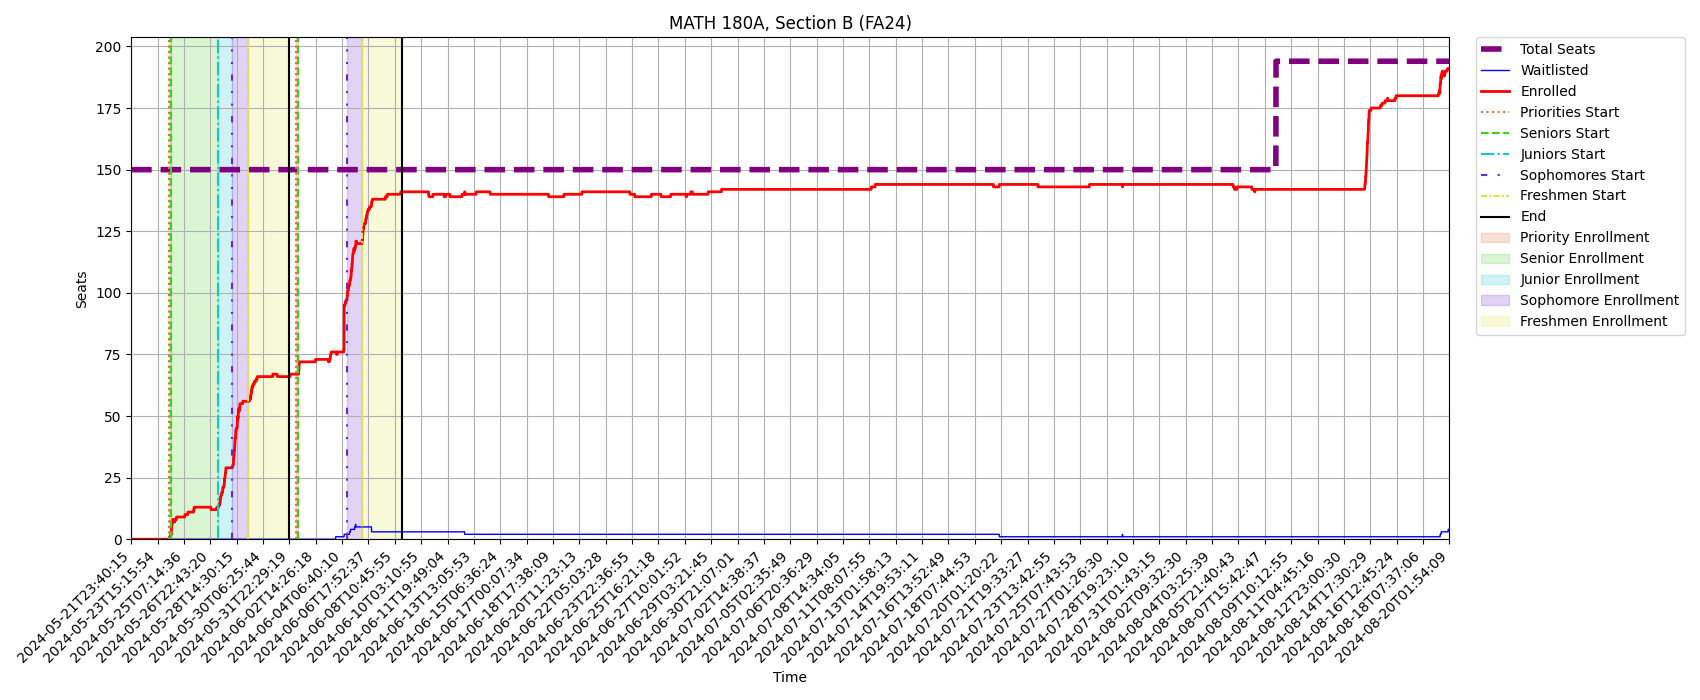 MATH 180A, Section B (FA24)
200
175
150
125
100
75
50
25
0
Seats
2024-05-21T23:40:15
2024-05-23T15:15:54
2024-05-25T07:14:36
2024-05-26T22:43:20
2024-05-28T14:30:15
2024-05-30T06:25:44
2024-05-31T22:29:19
2024-06-02T14:26:18
2024-06-04T06:40:10
2024-06-06T17:52:37
2024-06-08T10:45:55
2024-06-10T03:10:55
2024-06-11T19:49:04
2024-06-13T13:05:53
2024-06-15T06:36:24
2024-06-17T00:07:34
2024-06-18T17:38:09
2024-06-20T11:23:13
2024-06-22T05:03:28
2024-06-23T22:36:55
2024-06-25T16:21:18
2024-06-27T10:01:52
2024-06-29T03:21:45
2024-06-30T21:07:01
2024-07-02T14:38:37
2024-07-05T02:35:49
2024-07-06T20:36:29
2024-07-08T14:34:05
2024-07-11T08:07:55
2024-07-13T01:58:13
2024-07-14T19:53:11
2024-07-16T13:52:49
2024-07-18T07:44:53
2024-07-20T01:20:22
2024-07-21T19:33:27
2024-07-23T13:42:55
2024-07-25T07:43:53
2024-07-27T01:26:30
2024-07-28T19:23:10
2024-07-31T01:43:15
2024-08-02T09:32:30
2024-08-04T03:25:39
2024-08-05T21:40:43
2024-08-07T15:42:47
2024-08-09T10:12:55
2024-08-11T04:45:16
2024-08-12T23:00:30
2024-08-14T17:30:29
2024-08-16T12:45:24
2024-08-18T07:37:06
2024-08-20T01:54:09
Time
Total Seats
Waitlisted
Enrolled
Priorities Start
Seniors Start
Juniors Start
Sophomores Start
Freshmen Start
End
Priority Enrollment
Senior Enrollment
Junior Enrollment
Sophomore Enrollment
Freshmen Enrollment